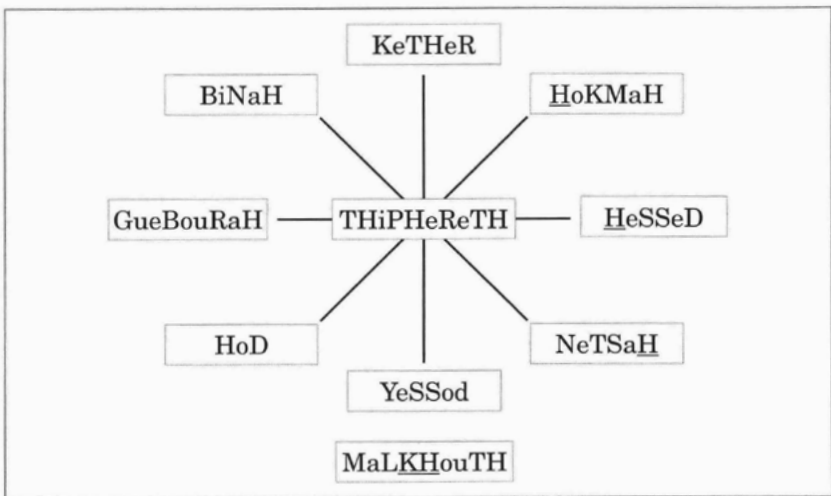 KeTHeR
BiNaH
HoKMaH
GueBouRaH
THiPHeReTH
HeSSeD
HoD
NeTSaH
YeSSod
MaLKHouTH